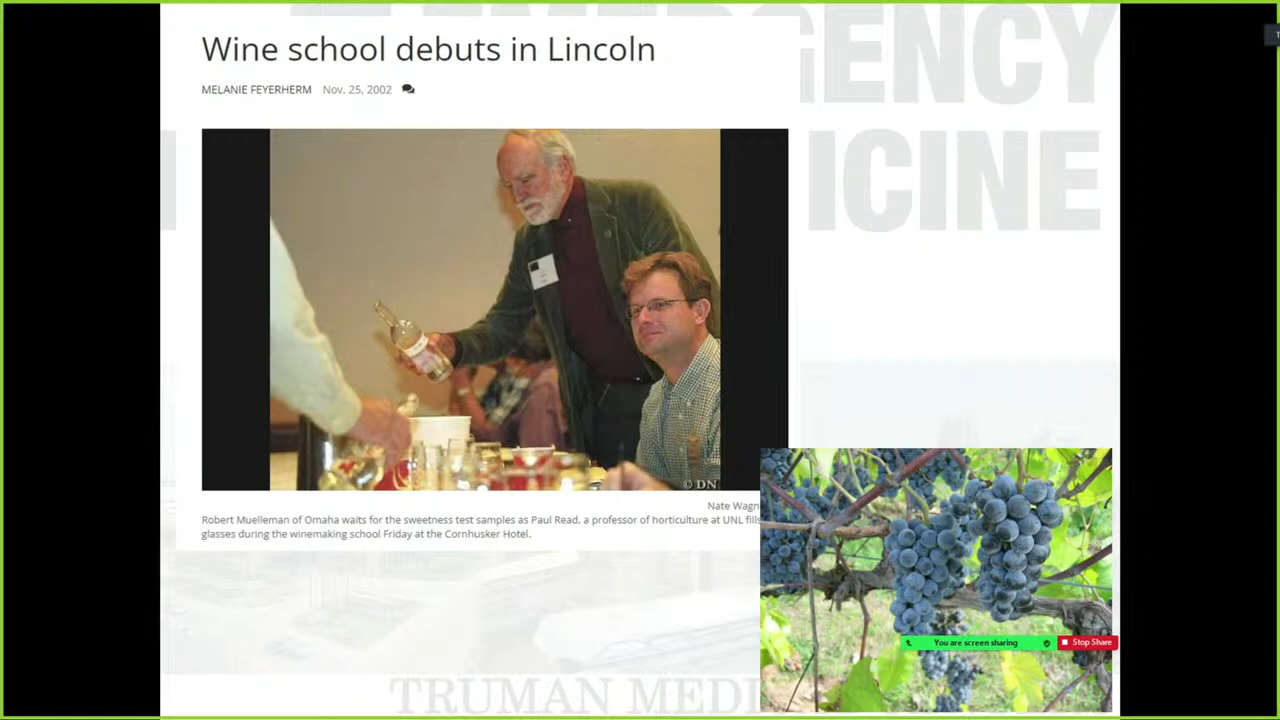 Wine school debuts in Lincoln
MELANIE FEYERHERM Nov. 25, 2002
ENCY
ICINE
© DN
Nate Wagn
Robert Muelleman of Omaha waits for the sweetness test samples as Paul Read, a professor of horticulture at UNL fills
glasses during the winemaking school Friday at the Cornhusker Hotel.
You are screen sharing
Stop Share
TRUMAN MEDI